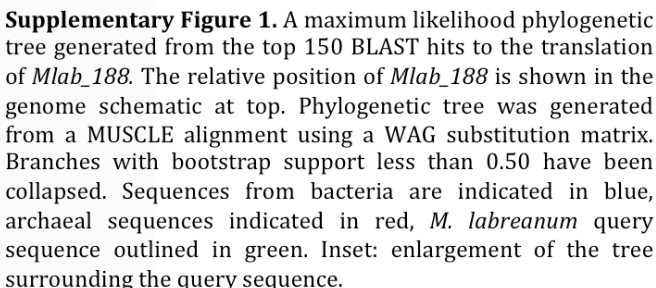 Supplementary Figure 1. A maximum likelihood phylogenetic
tree generated from the top 150 BLAST hits to the translation
of Mlab_188. The relative position of Mlab_188 is shown in the
genome schematic at top. Phylogenetic tree was generated
from a MUSCLE alignment using a WAG substitution matrix.
Branches with bootstrap support less than 0.50 have been
collapsed. Sequences from bacteria are indicated in blue,
archaeal sequences indicated in red, M. labreanum query
sequence outlined in green. Inset: enlargement of the tree
surrounding the query sequence.